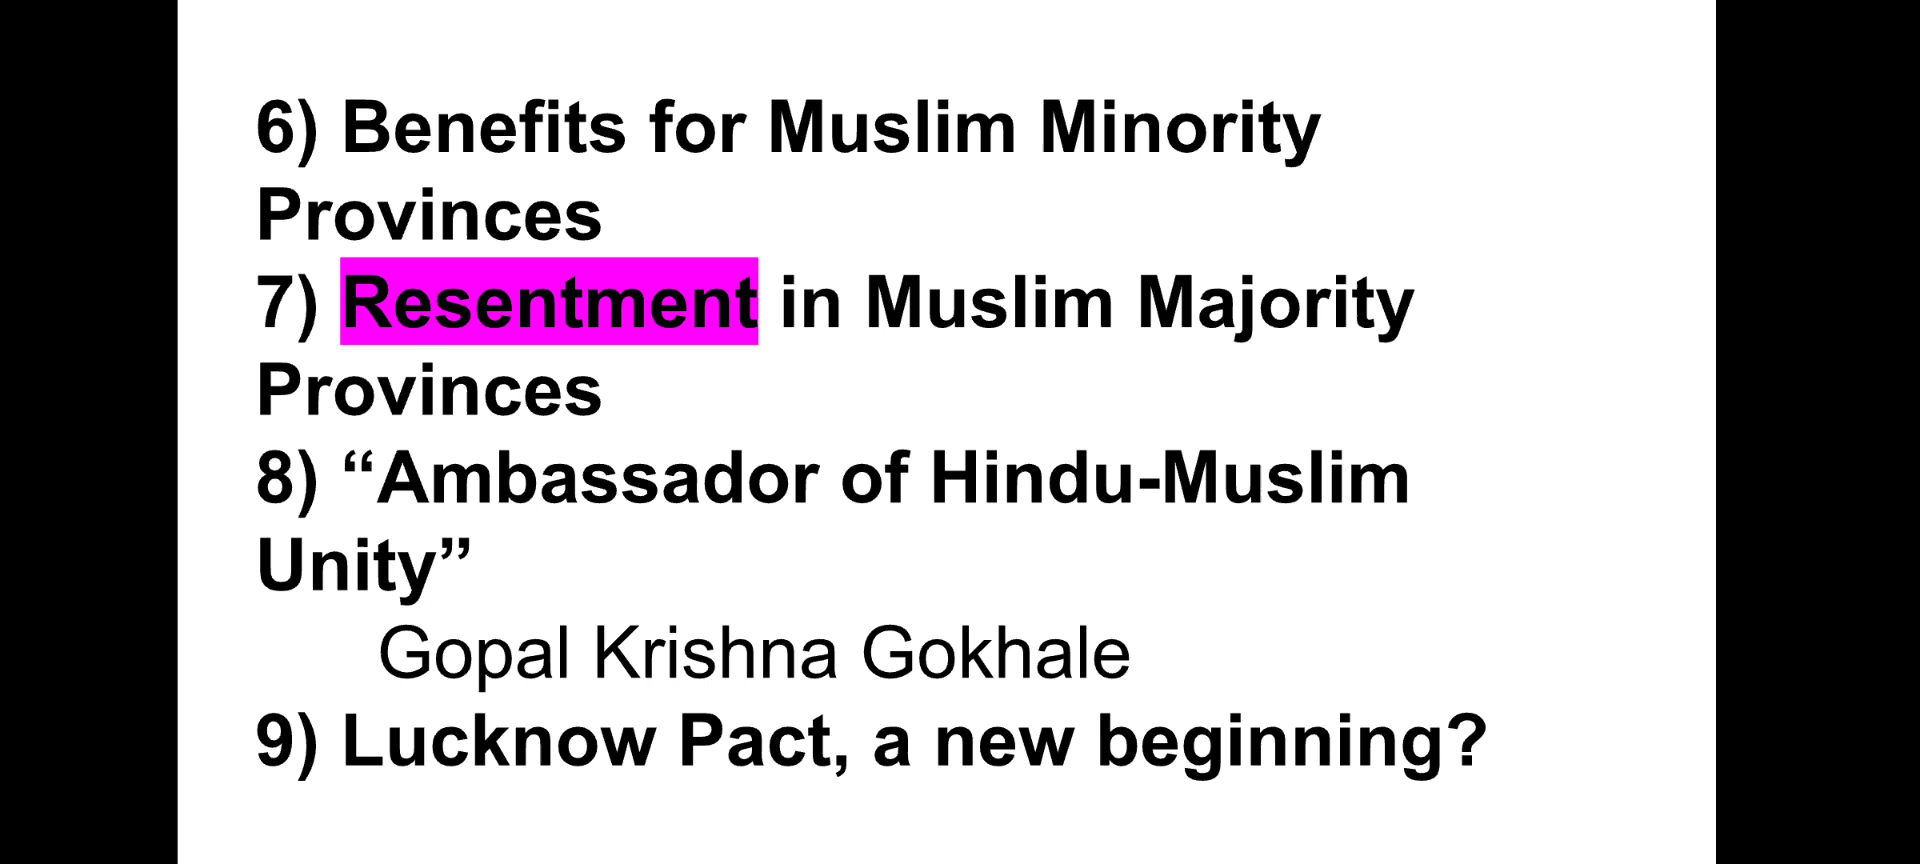 6) Benefits for Muslim Minority
Provinces
7) Resentment in Muslim Majority
Provinces
8) “Ambassador of Hindu-Muslim
Unity”
Gopal Krishna Gokhale
9) Lucknow Pact, a new beginning?